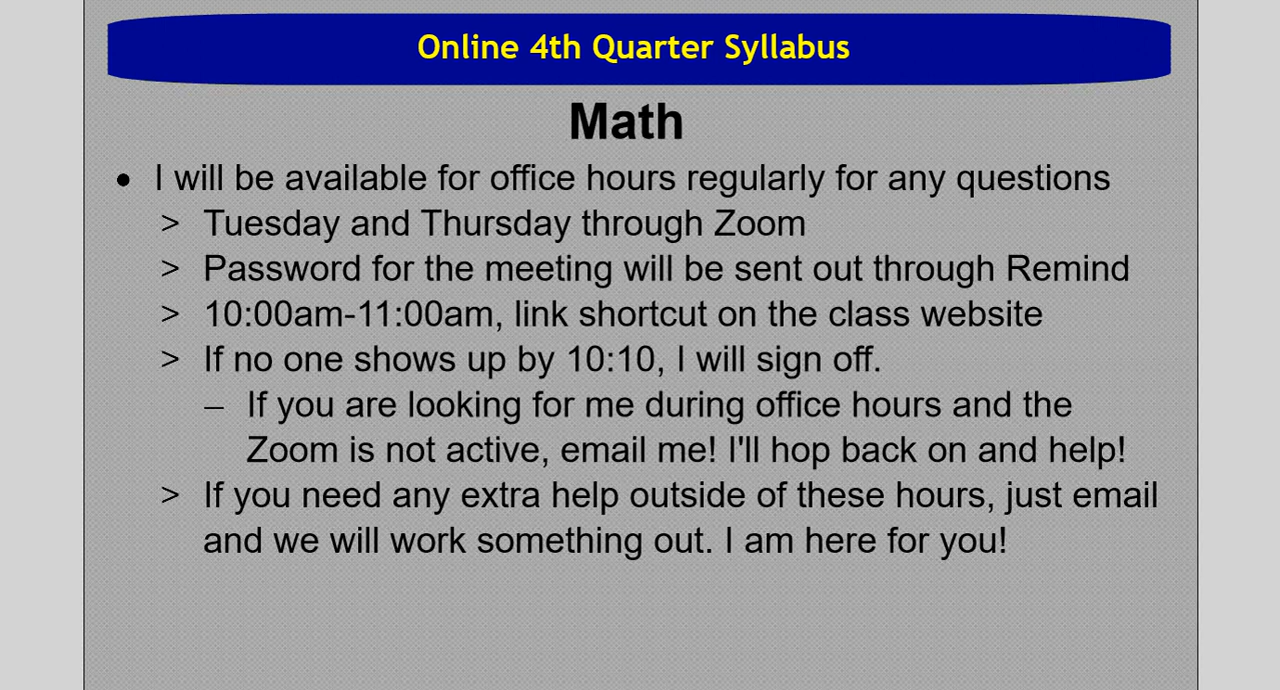 Online 4th Quarter Syllabus
Math
• I will be available for office hours regularly for any questions
> Tuesday and Thursday through Zoom
> Password for the meeting will be sent out through Remind
> 10:00am-11:00am, link shortcut on the class website
> If no one shows up by 10:10, I will sign off.
– If you are looking for me during office hours and the
Zoom is not active, email me! I'll hop back on and help!
> If you need any extra help outside of these hours, just email
and we will work something out. I am here for you!